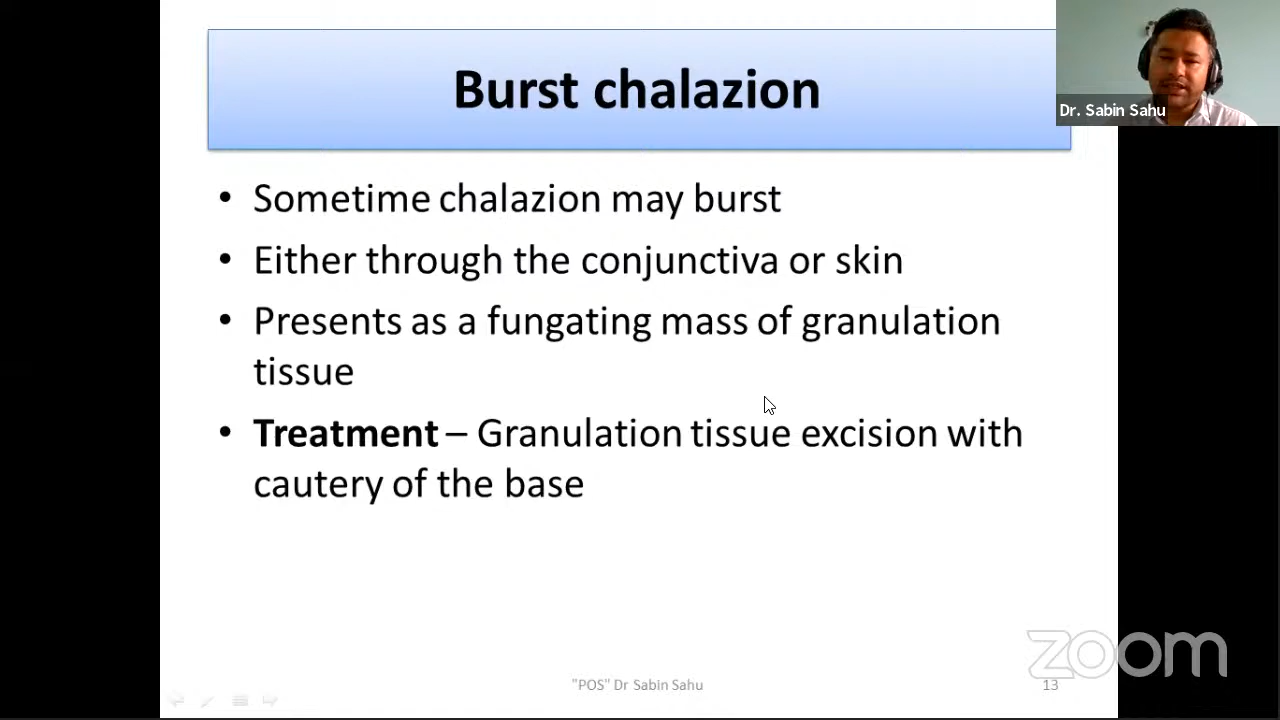 Burst chalazion
Dr. Sabin Sahu
• Sometime chalazion may burst
• Either through the conjunctiva or skin
• Presents as a fungating mass of granulation
tissue
• Treatment – Granulation tissue excision with
cautery of the base
zoom
"POS" Dr Sabin Sahu
13